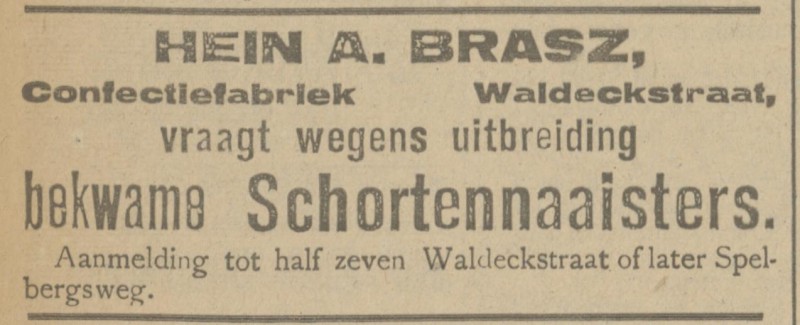 HEIN A. BRASZ,
Confectiefabriek Waldeckstraat,
vraagt wegens uitbreiding
bekwame Schortennaaisters.
Aanmelding tot half zeven Waldeckstraat of later Spel-
bergsweg.